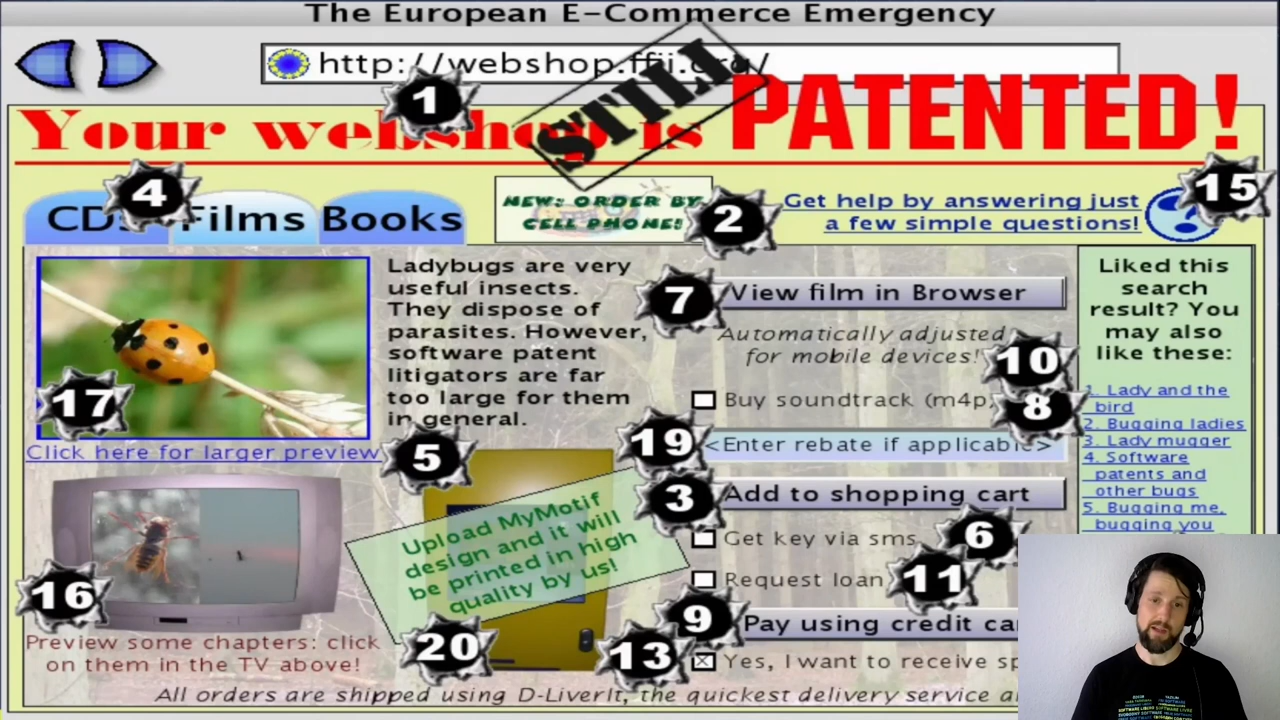 The European E-Commerce Emergency
http://webshop.ffii.org/
STILL
Your webshop is PATENTED!
1
4
15
CDs Films Books
NEW: ORDER BY
CELL PHONE!
2
Get help by answering just
a few simple questions!
Ladybugs are very
useful insects.
They dispose of
parasites. However,
software patent
litigators are far
too large for them
in general.
17
Click here for larger preview
5
7
View film in Browser
Automatically adjusted
for mobile devices!
10
Buy soundtrack (m4p)
8
19
<Enter rebate if applicable>
3
Add to shopping cart
Get key via sms
6
Request loan
11
9
Pay using credit
13
Yes, I want to receive
Liked this
search
result? You
may also
like these:
1. Lady and the
bird
2. Bugging ladies
3. Lady mugger
4. Software
patents and
other bugs
5. Bugging me,
bugging you
Upload MyMotif
design and it will
be printed in high
quality by us!
20
16
Preview some chapters: click
on them in the TV above!
All orders are shipped using D-LiverIt, the quickest delivery service
SOFTWARE LIVRE